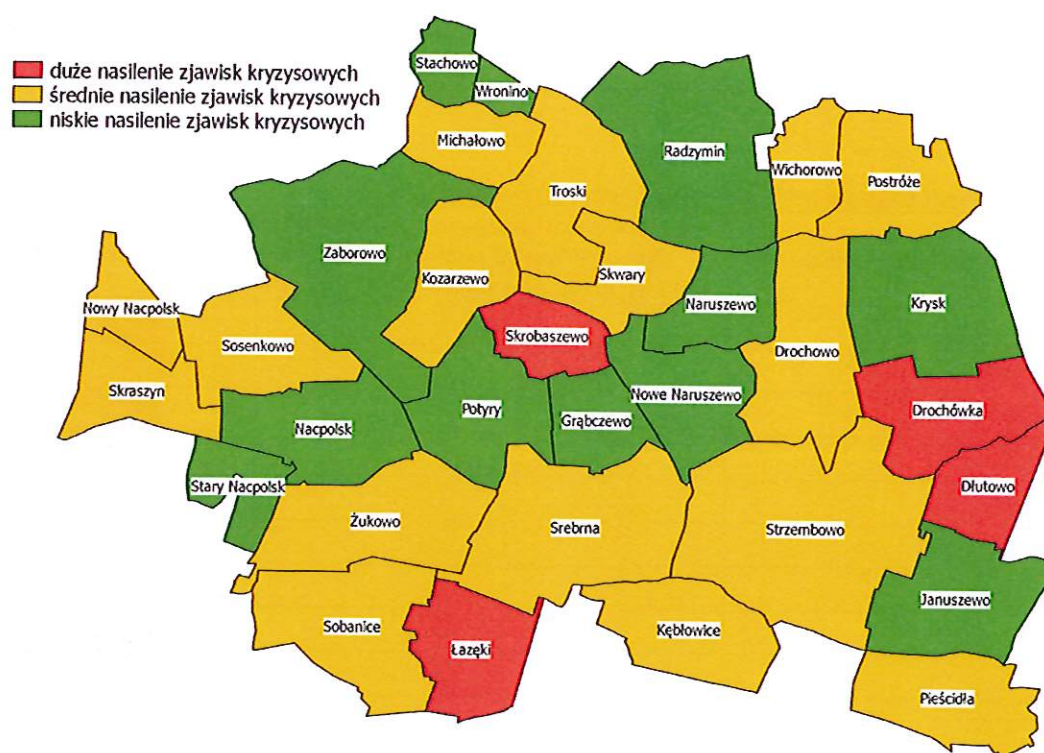 duże nasilenie zjawisk kryzysowych
średnie nasilenie zjawisk kryzysowych
niskie nasilenie zjawisk kryzysowych
Stachowo
Wronino
Michałowo
Radzymin
Wichorowo
Postróże
Troski
Zaborowo
Kozarzewo
Skwary
Naruszewo
Krysk
Nowy Nacpolsk
Sosenkowo
Skrobaszewo
Drochowo
Skraszyn
Nowe Naruszewo
Potyry
Grąbczewo
Drochówka
Nacpolsk
Stary Nacpolsk
Dłutowo
Żukowo
Srebrna
Strzembowo
Januszewo
Sobanice
Łazęki
Kębłowice
Pieścidła